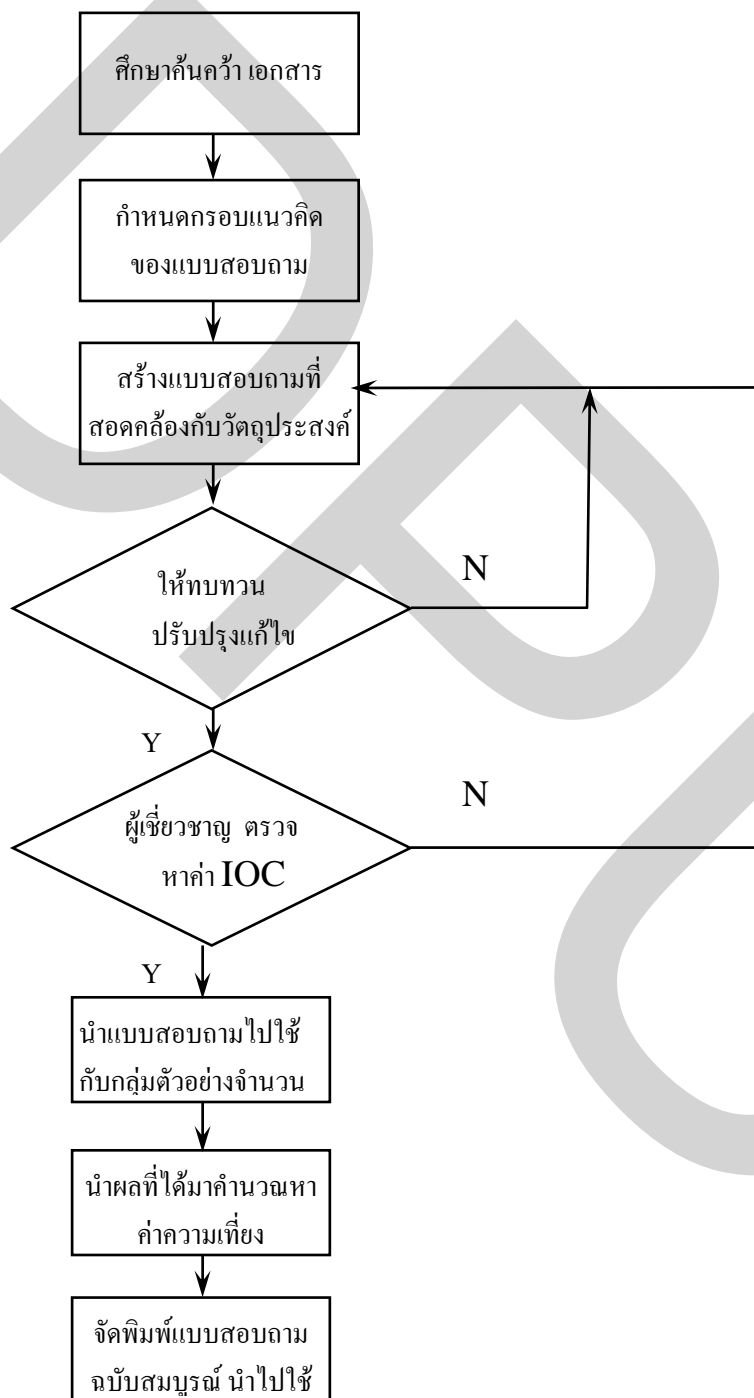 ศึกษาค้นคว้า เอกสาร
กำหนดกรอบแนวคิด
ของแบบสอบถาม
สร้างแบบสอบถามที่
สอดคล้องกับวัตถุประสงค์
ให้ทบทวน
ปรับปรุงแก้ไข
N
Y
ผู้เชี่ยวชาญ ตรวจ
หาค่า IOC
N
Y
นำแบบสอบถามไปใช้
กับกลุ่มตัวอย่างจำนวน
นำผลที่ได้มาคำนวณหา
ค่าความเที่ยง
จัดพิมพ์แบบสอบถาม
ฉบับสมบูรณ์ นำไปใช้